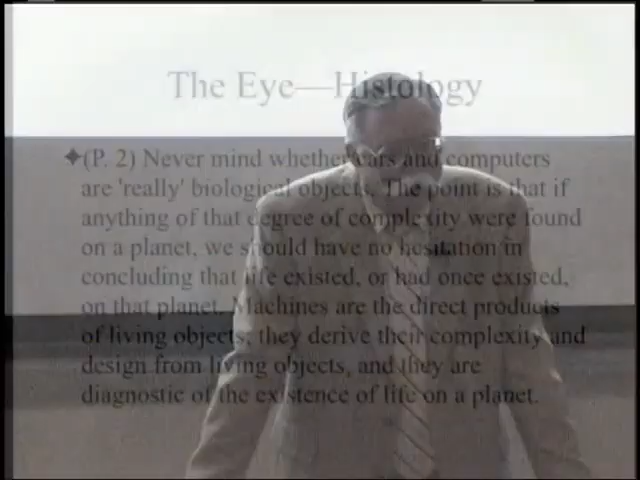 The Eye—Histology
✦(P. 2) Never mind whether cars and computers
are 'really' biological objects. The point is that if
anything of that degree of complexity were found
on a planet, we should have no hesitation in
concluding that life existed, or had once existed,
on that planet. Machines are the direct products
of living objects; they derive their complexity and
design from living objects, and they are
diagnostic of the existence of life on a planet.